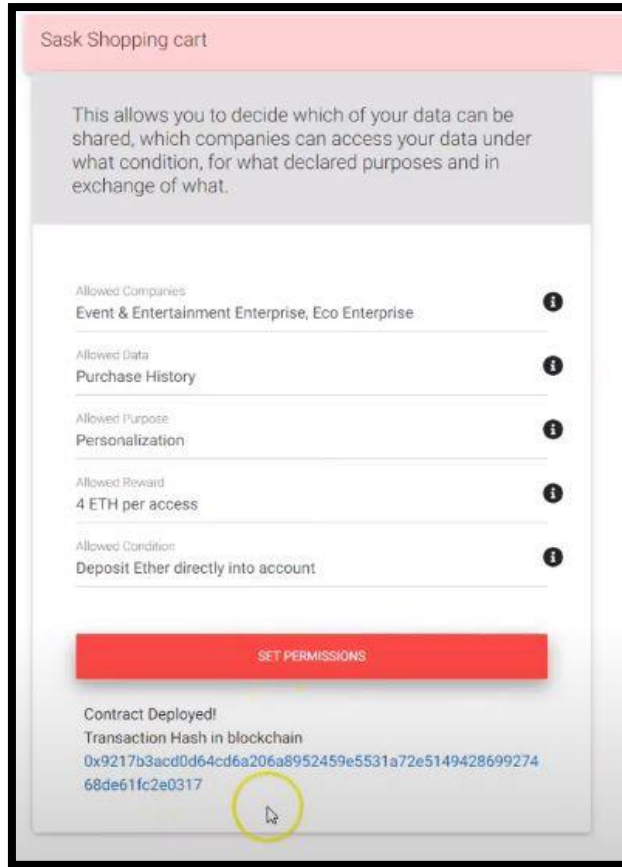 Sask Shopping cart
This allows you to decide which of your data can be
shared, which companies can access your data under
what condition, for what declared purposes and in
exchange of what.
Allowed Companies
Event & Entertainment Enterprise, Eco Enterprise
Allowed Data
Purchase History
Allowed Purpose
Personalization
Allowed Reward
4 ETH per access
Allowed Condition
Deposit Ether directly into account
SET PERMISSIONS
Contract Deployed!
Transaction Hash in blockchain
0x9217b3acd0d64cd6a206a8952459e5531a72e5149428699274
68de61fc2e0317